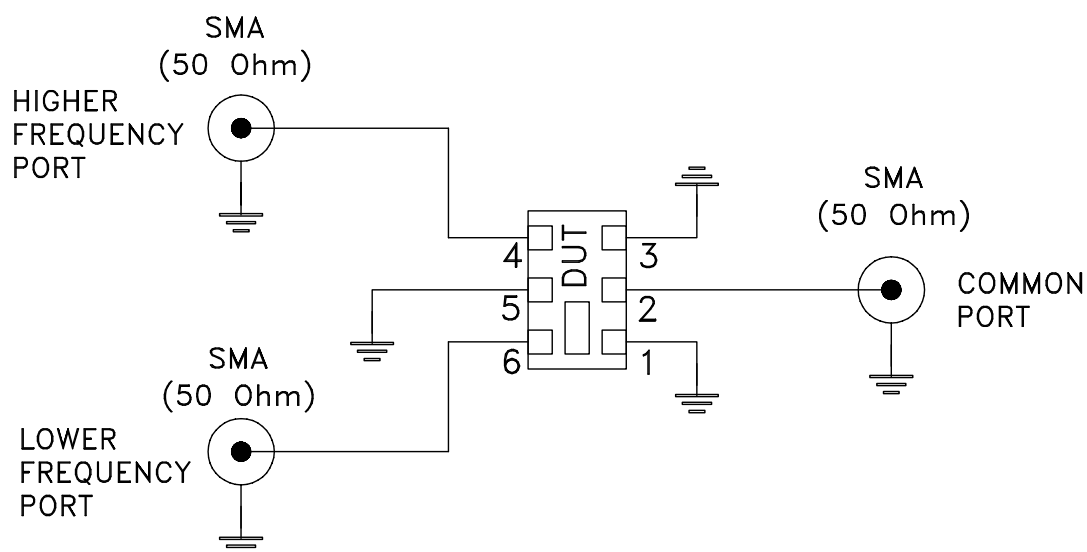 SMA
(50 Ohm)
HIGHER
FREQUENCY
PORT
SMA
(50 Ohm)
COMMON
PORT
DUT
4
3
5
2
6
1
SMA
(50 Ohm)
LOWER
FREQUENCY
PORT